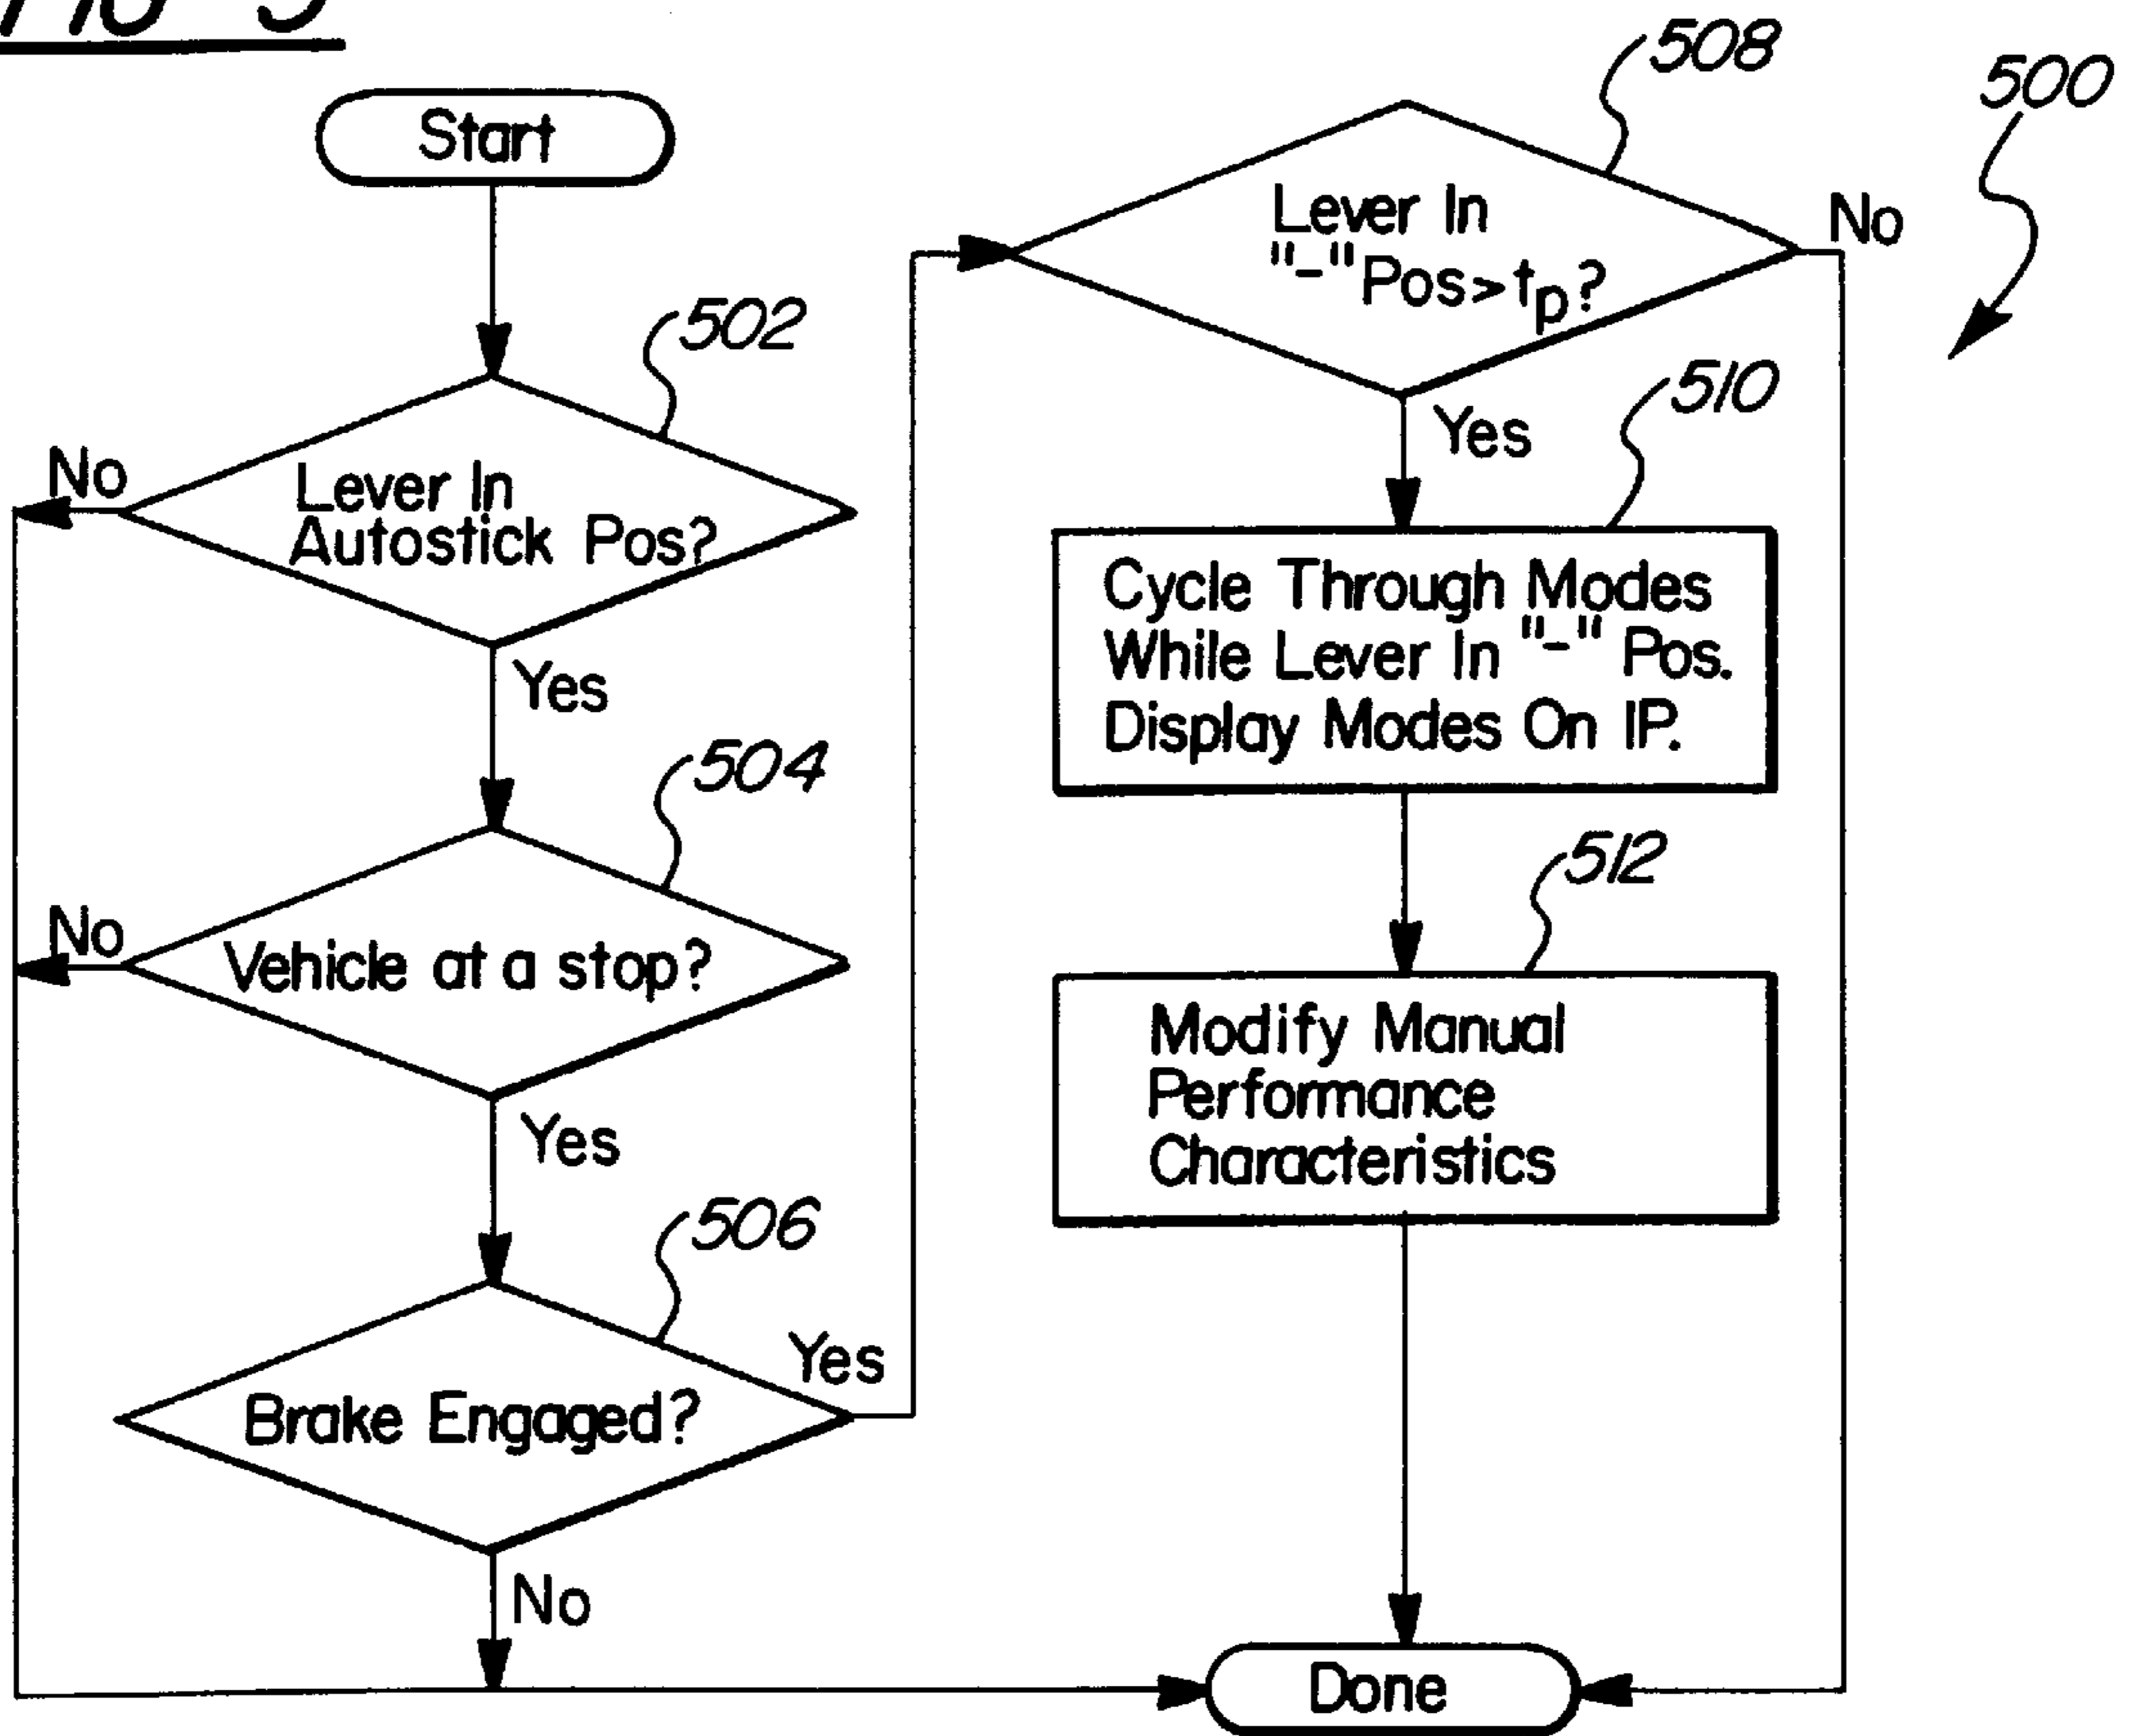 Start
502
Lever In
Autostick Pos?
No
Yes
504
Vehicle at a stop?
No
Yes
506
Brake Engaged?
Yes
No
508
500
Lever In
"-" Pos > tp?
No
Yes
510
Cycle Through Modes
While Lever In "-" Pos.
Display Modes On IP.
512
Modify Manual
Performance
Characteristics
Done